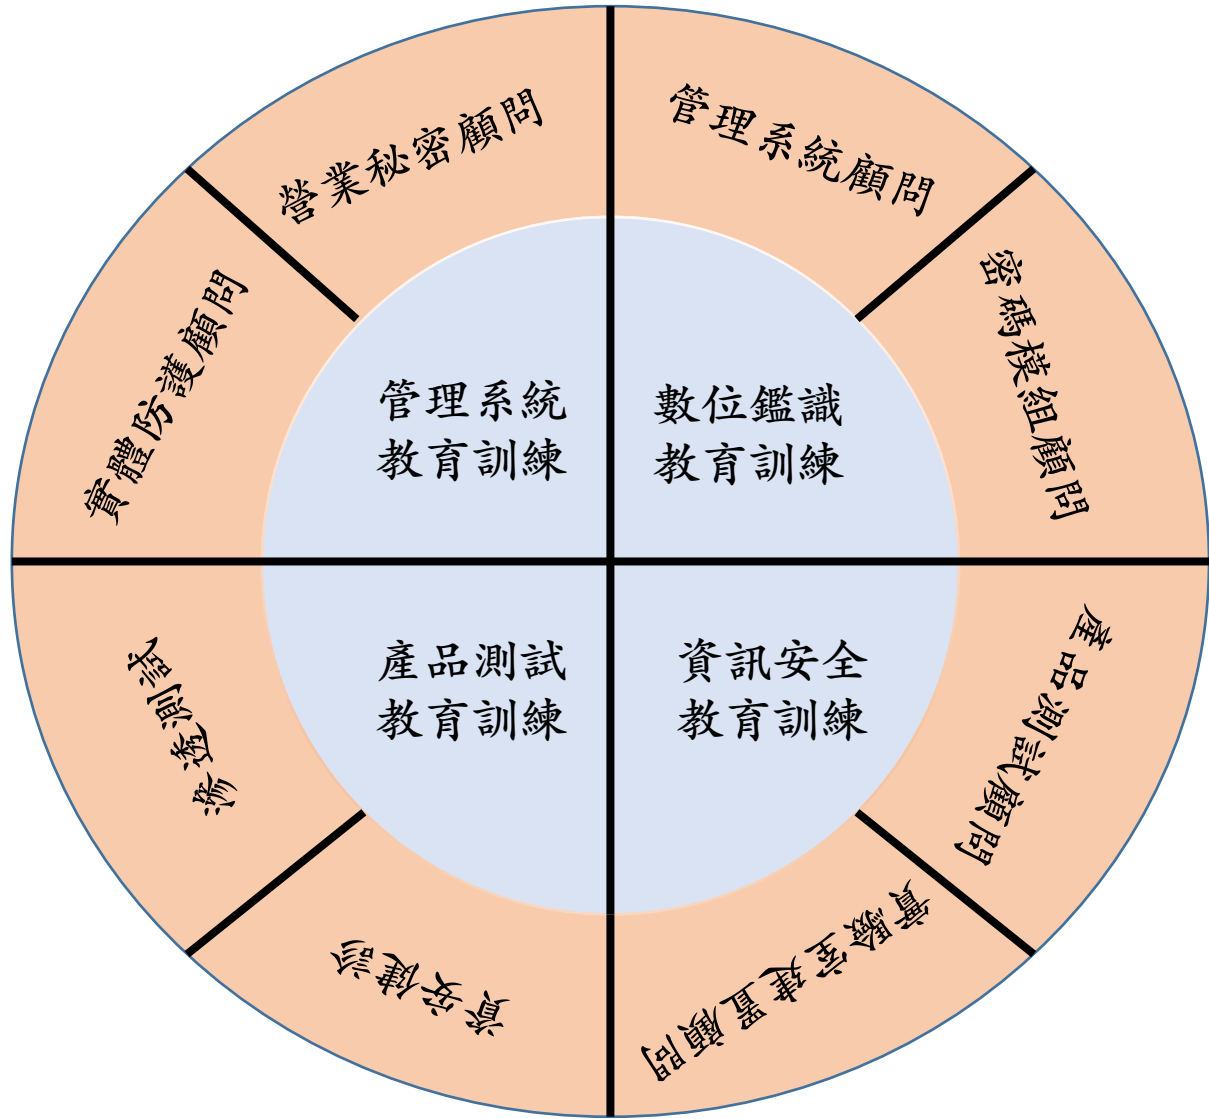 營業秘密顧問
管理系統顧問
實體防護顧問
密碼模組顧問
管理系統
教育訓練
數位鑑識
教育訓練
產品測試
教育訓練
資訊安全
教育訓練
滲透測試
產品測試顧問
資安健診
實驗室建置顧問